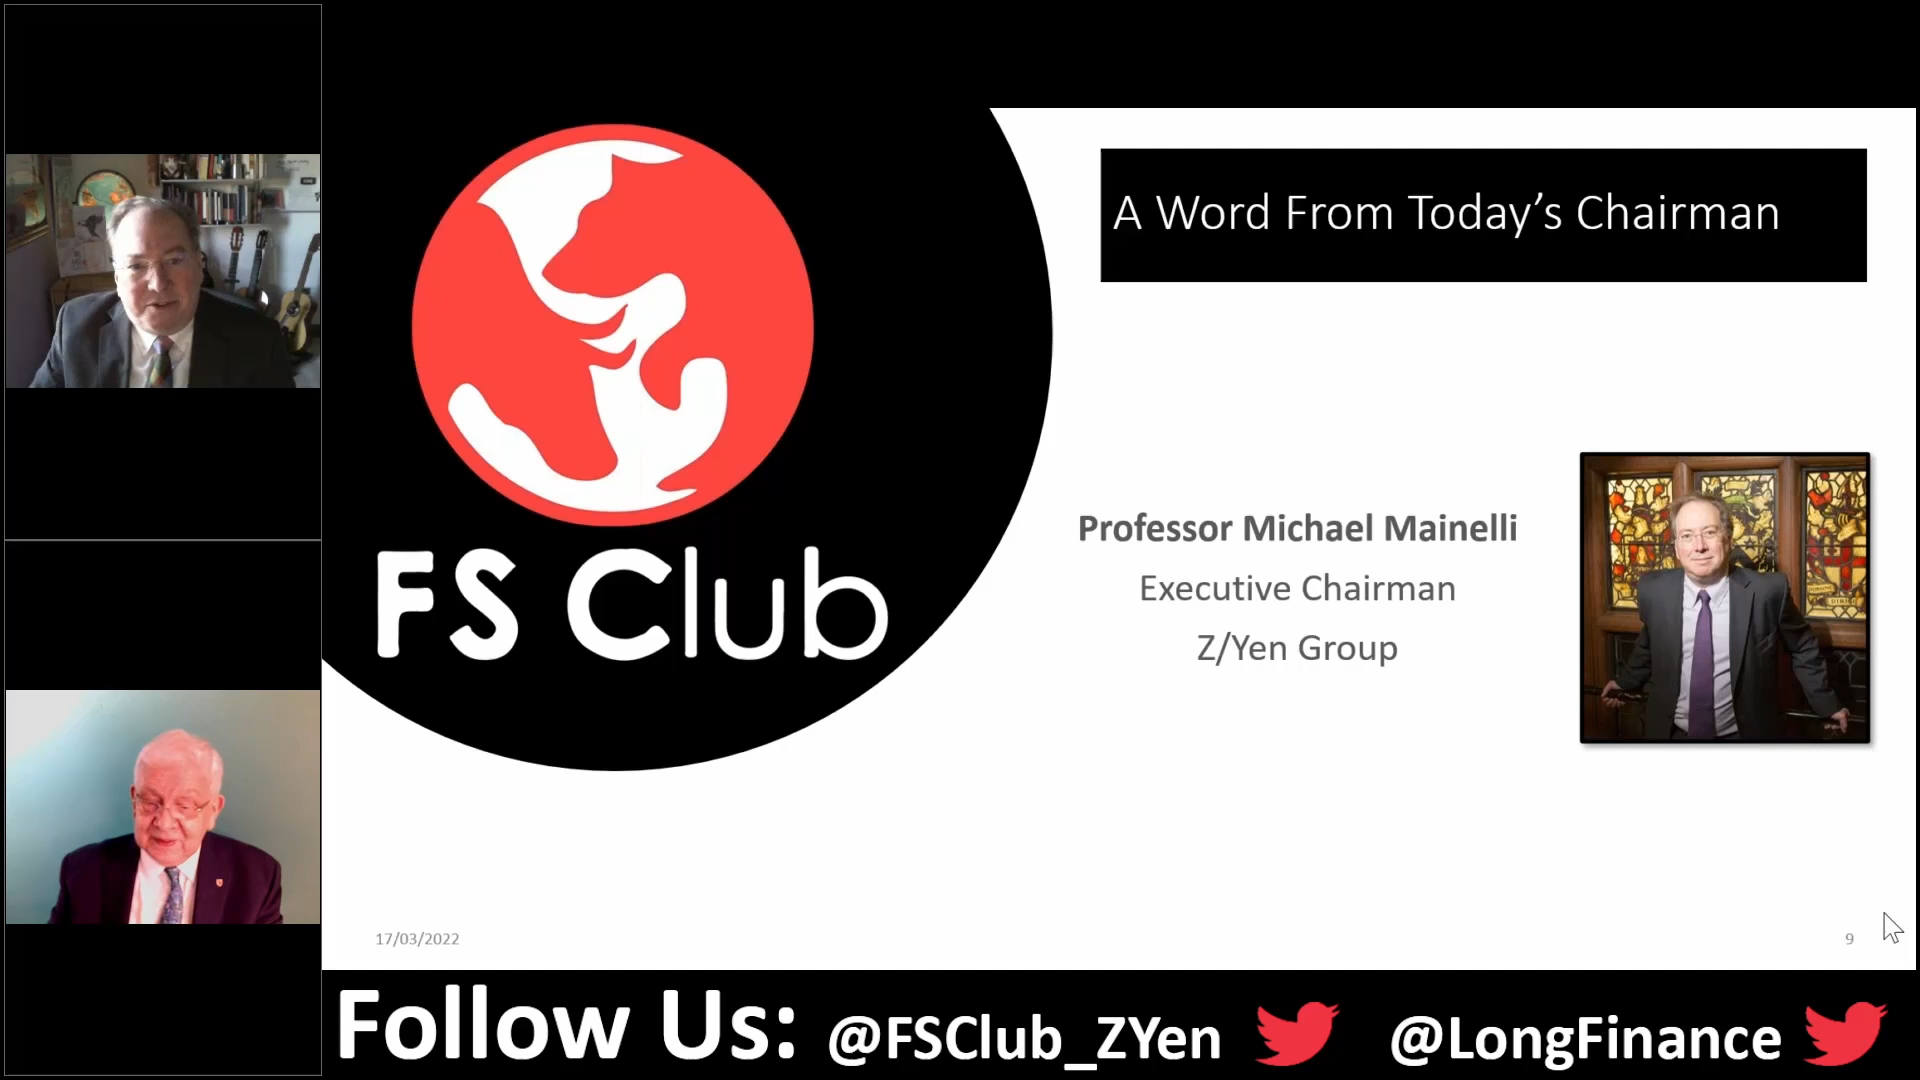 A Word From Today’s Chairman
FS Club
Professor Michael Mainelli
Executive Chairman
Z/Yen Group
17/03/2022
9
Follow Us: @FSClub_ZYen @LongFinance